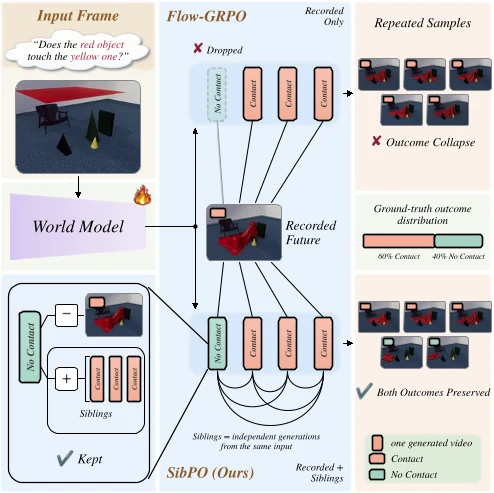 Input Frame
"Does the red object
touch the yellow one?"
World Model
Flow-GRPO
Recorded
Only
✘ Dropped
No Contact
Contact
Contact
Contact
Recorded
Future
No Contact
Contact
Contact
Contact
Siblings = independent generations
from the same input
SibPO (Ours)
Recorded +
Siblings
No Contact
−
+
Contact
Contact
Contact
Siblings
✔ Kept
Repeated Samples
✘ Outcome Collapse
Ground-truth outcome
distribution
60% Contact
40% No Contact
✔ Both Outcomes Preserved
one generated video
Contact
No Contact